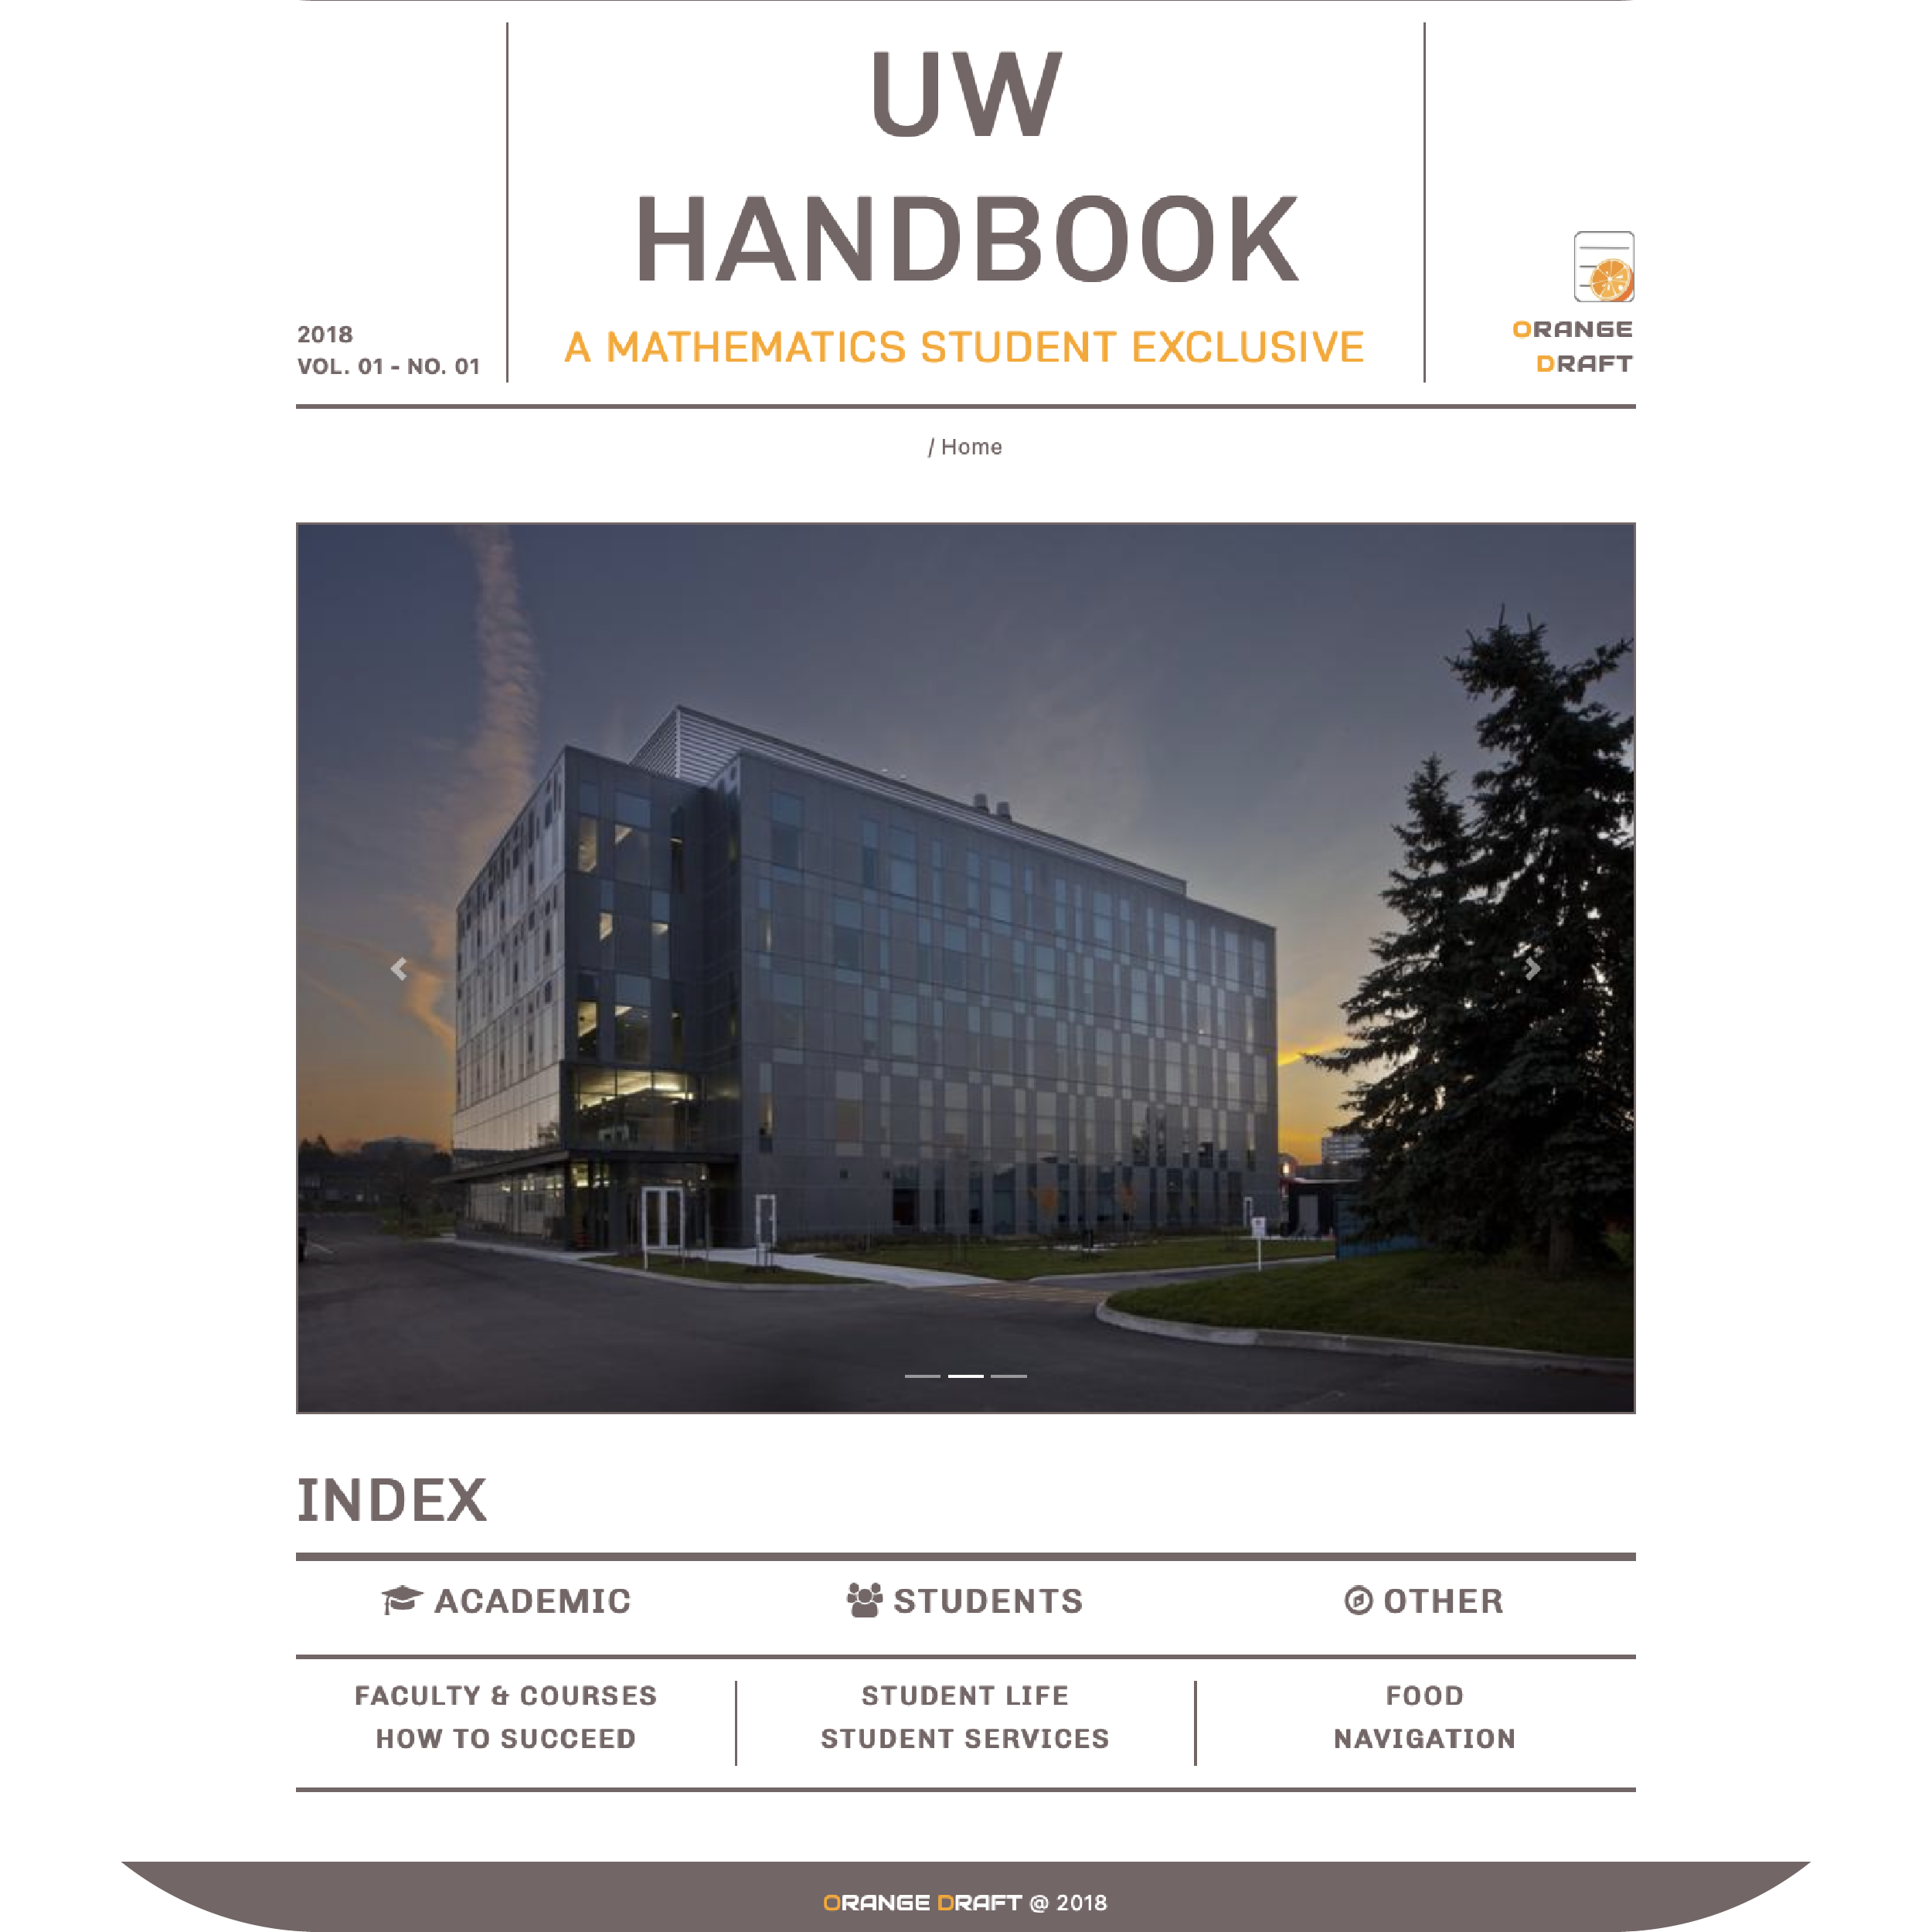 UW
HANDBOOK
A MATHEMATICS STUDENT EXCLUSIVE
2018
VOL. 01 - NO. 01
ORANGE
DRAFT
/ Home
INDEX
ACADEMIC
STUDENTS
OTHER
FACULTY & COURSES
HOW TO SUCCEED
STUDENT LIFE
STUDENT SERVICES
FOOD
NAVIGATION
ORANGE DRAFT @ 2018